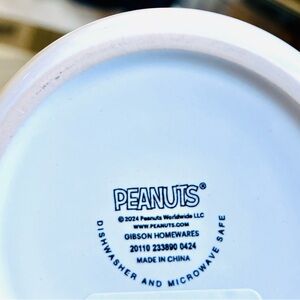 PEANUTS®
© 2024 Peanuts Worldwide LLC
WWW.PEANUTS.COM
GIBSON HOMEWARES
20110 233890 0424
MADE IN CHINA
DISHWASHER AND MICROWAVE SAFE